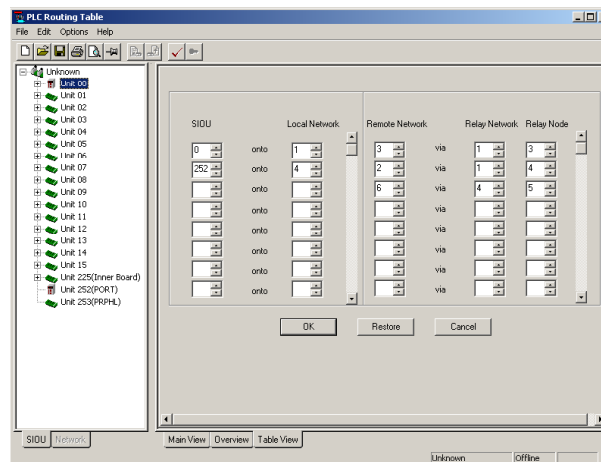 PLC Routing Table
File Edit Options Help
Unknown
Unit 00
Unit 01
Unit 02
Unit 03
Unit 04
Unit 05
Unit 06
Unit 07
Unit 08
Unit 09
Unit 10
Unit 11
Unit 12
Unit 13
Unit 14
Unit 15
Unit 225(Inner Board)
Unit 252(PORT)
Unit 253(PRPHL)
SIOU Local Network Remote Network Relay Network Relay Node
0 onto 1 3 via 1 3
252 onto 4 2 via 1 4
onto 6 via 4 5
onto via
onto via
onto via
onto via
onto via
OK Restore Cancel
SIOU Network Main View Overview Table View
Unknown Offline